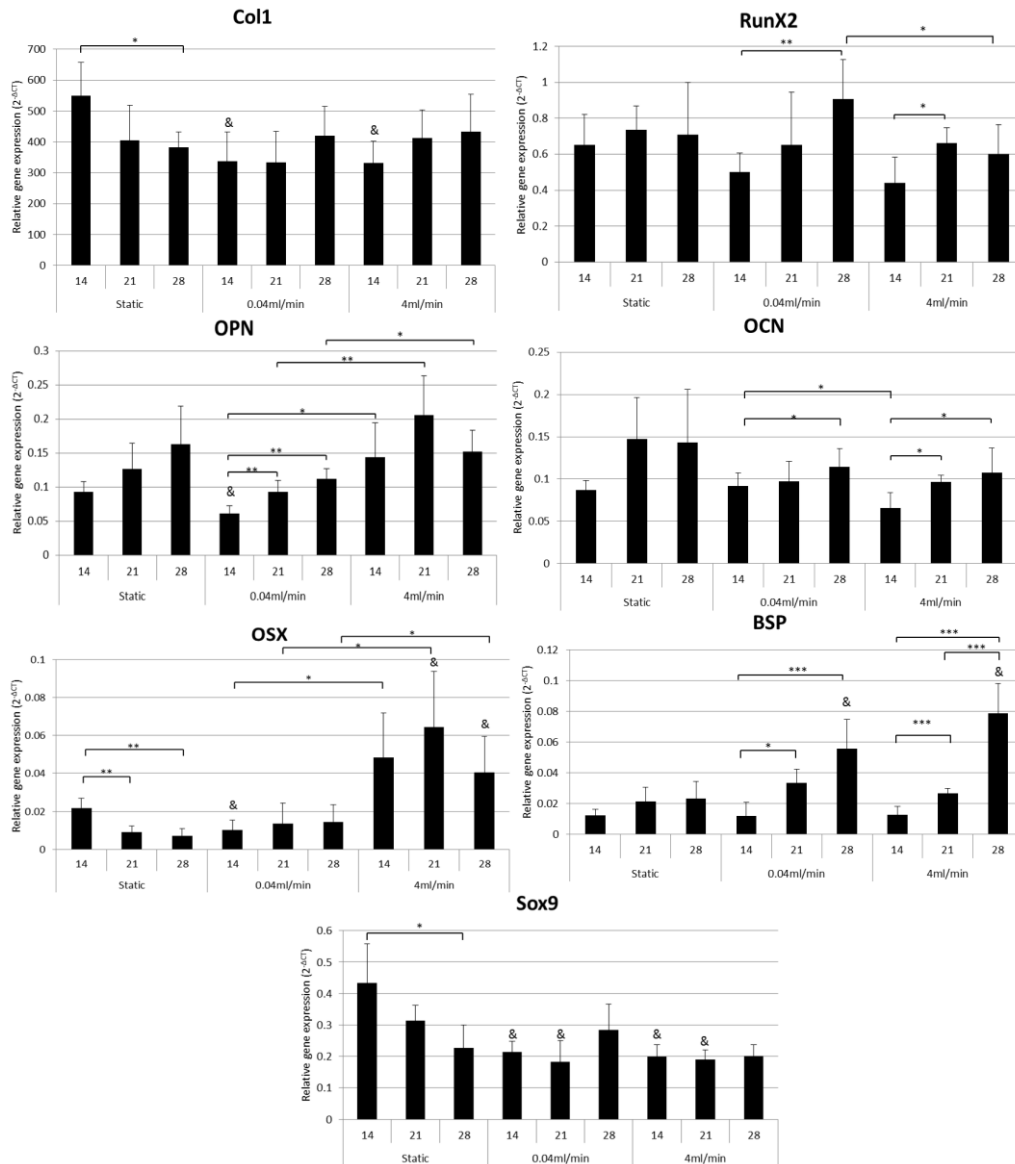 Col1
Relative gene expression (2-ΔCT)
700
600
500
400
300
200
100
0
*
&
&
14 21 28 14 21 28 14 21 28
Static 0.04ml/min 4ml/min
RunX2
Relative gene expression (2-ΔCT)
1.2
1
0.8
0.6
0.4
0.2
0
**
*
*
14 21 28 14 21 28 14 21 28
Static 0.04ml/min 4ml/min
OPN
Relative gene expression (2-ΔCT)
0.3
0.25
0.2
0.15
0.1
0.05
0
*
**
*
**
**
&
14 21 28 14 21 28 14 21 28
Static 0.04ml/min 4ml/min
OCN
Relative gene expression (2-ΔCT)
0.25
0.2
0.15
0.1
0.05
0
*
*
*
*
14 21 28 14 21 28 14 21 28
Static 0.04ml/min 4ml/min
OSX
Relative gene expression (2-ΔCT)
0.1
0.08
0.06
0.04
0.02
0
*
*
*
**
**
&
&
&
14 21 28 14 21 28 14 21 28
Static 0.04ml/min 4ml/min
BSP
Relative gene expression (2-ΔCT)
0.12
0.1
0.08
0.06
0.04
0.02
0
***
***
***
***
*
&
&
14 21 28 14 21 28 14 21 28
Static 0.04ml/min 4ml/min
Sox9
Relative gene expression (2-ΔCT)
0.6
0.5
0.4
0.3
0.2
0.1
0
*
& & & &
14 21 28 14 21 28 14 21 28
Static 0.04ml/min 4ml/min